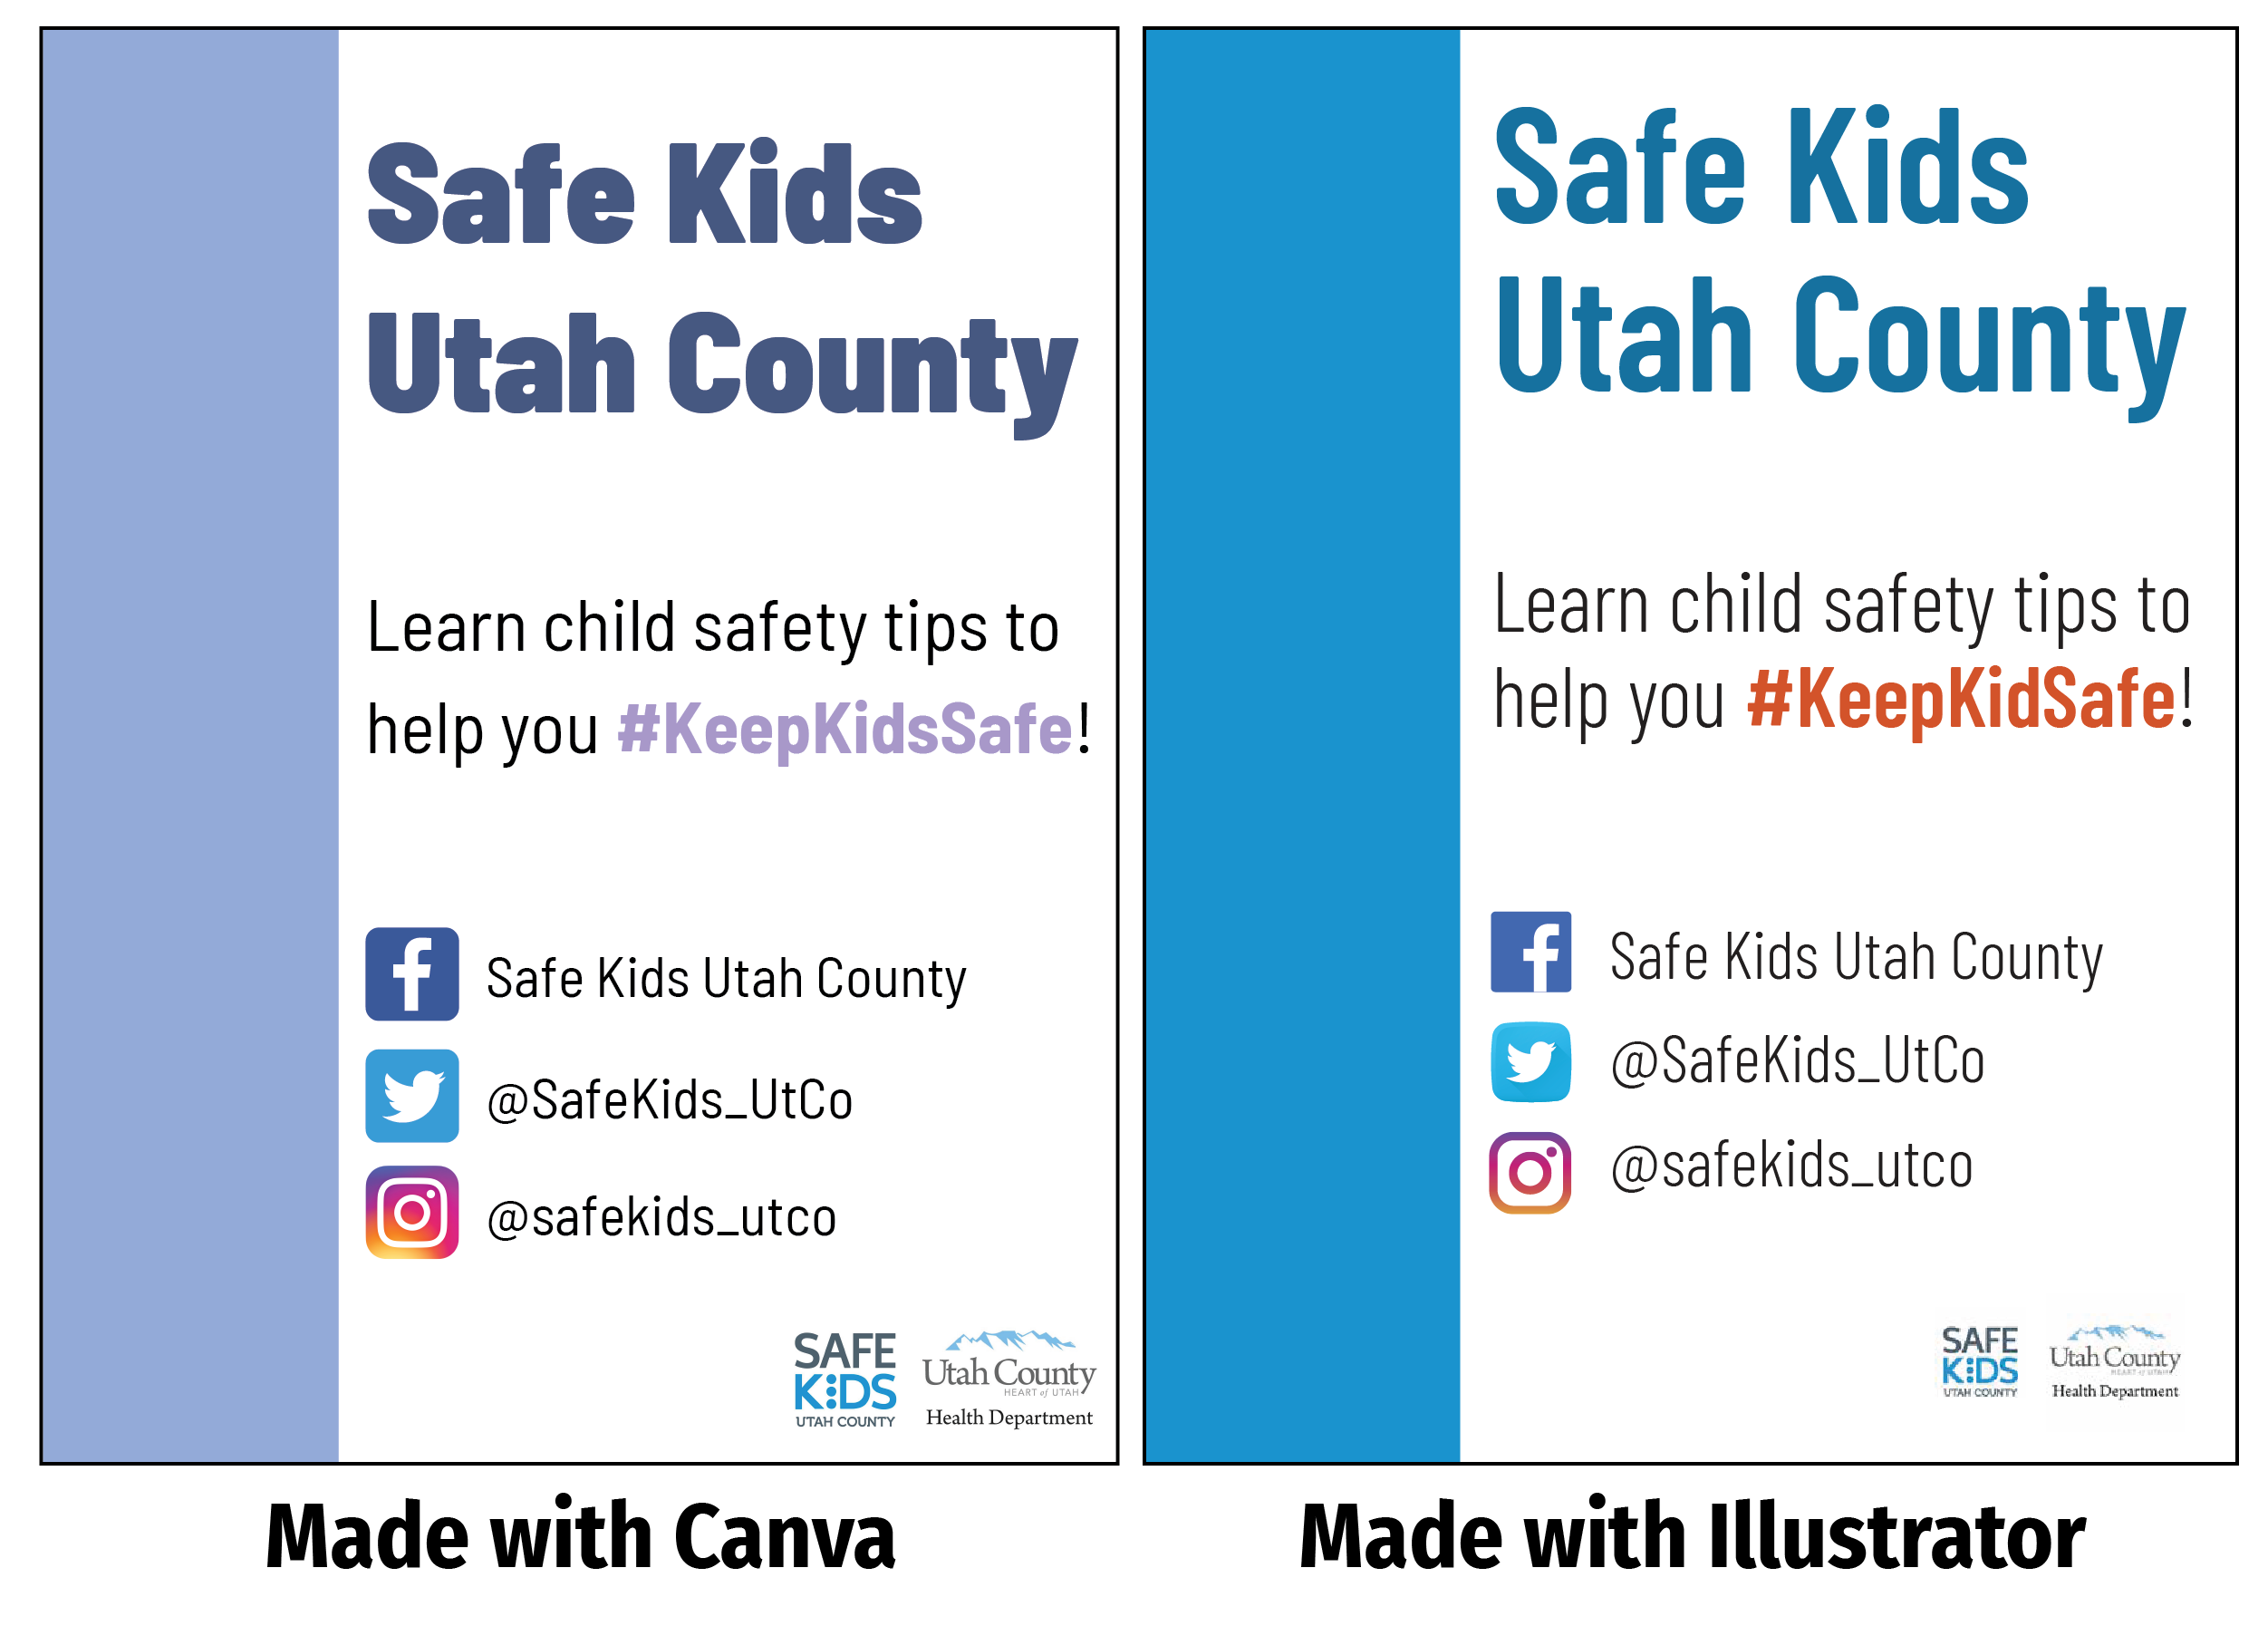 Safe Kids
Utah County
Learn child safety tips to
help you #KeepKidsSafe!
Safe Kids Utah County
@SafeKids_UtCo
@safekids_utco
SAFE
KIDS
UTAH COUNTY
Utah County
HEART of UTAH
Health Department
Made with Canva
Safe Kids
Utah County
Learn child safety tips to
help you #KeepKidSafe!
Safe Kids Utah County
@SafeKids_UtCo
@safekids_utco
SAFE
KIDS
UTAH COUNTY
Utah County
HEART of UTAH
Health Department
Made with Illustrator